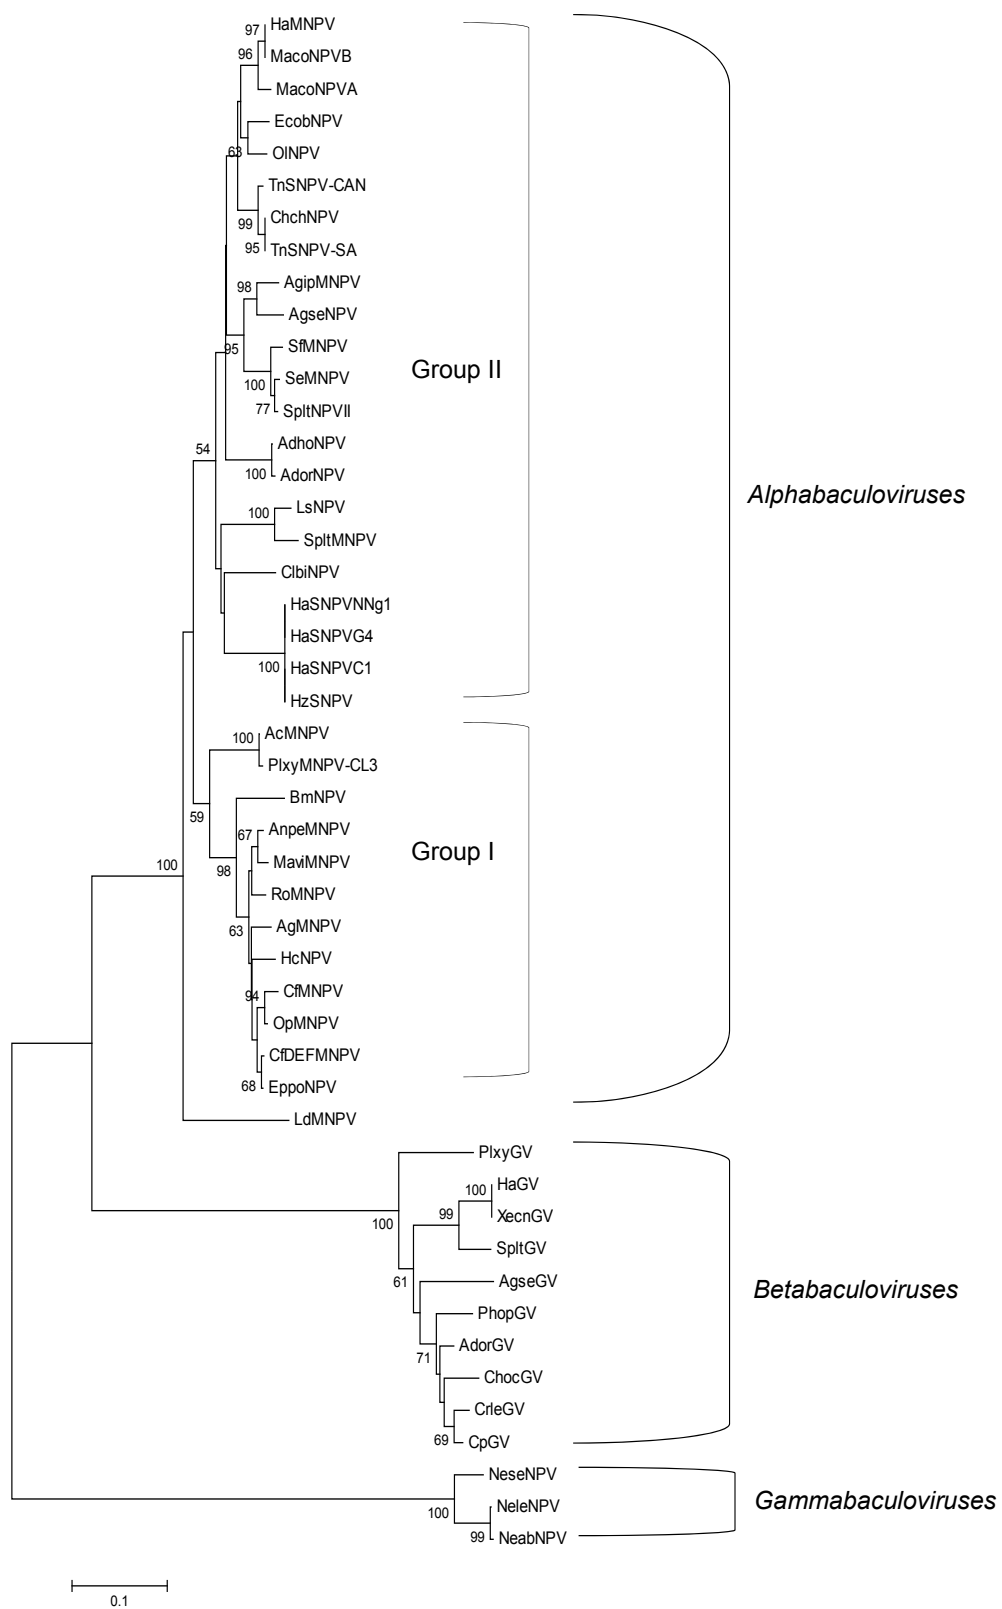 97 HaMNPV
MacoNPVB
96
MacoNPVA
EcobNPV
63 OlNPV
TnSNPV-CAN
ChchNPV
99
95 TnSNPV-SA
98 AgipMNPV
AgseNPV
95 SfMNPV
Group II
SeMNPV
100
77 SpltNPVII
54 AdhoNPV
100 AdorNPV
Alphabaculoviruses
100 LsNPV
SpltMNPV
ClbiNPV
HaSNPVNNg1
HaSNPVG4
100 HaSNPVC1
HzSNPV
100 AcMNPV
PlxyMNPV-CL3
BmNPV
59
67 AnpeMNPV
Group I
MaviMNPV
100
98
RoMNPV
63 AgMNPV
HcNPV
94 CfMNPV
OpMNPV
CfDEFMNPV
68 EppoNPV
LdMNPV
PlxyGV
100 HaGV
99 XecnGV
100
SpltGV
61 AgseGV
Betabaculoviruses
PhopGV
71 AdorGV
ChocGV
CrleGV
69 CpGV
NeseNPV
100 NeleNPV
Gammabaculoviruses
99 NeabNPV
0.1